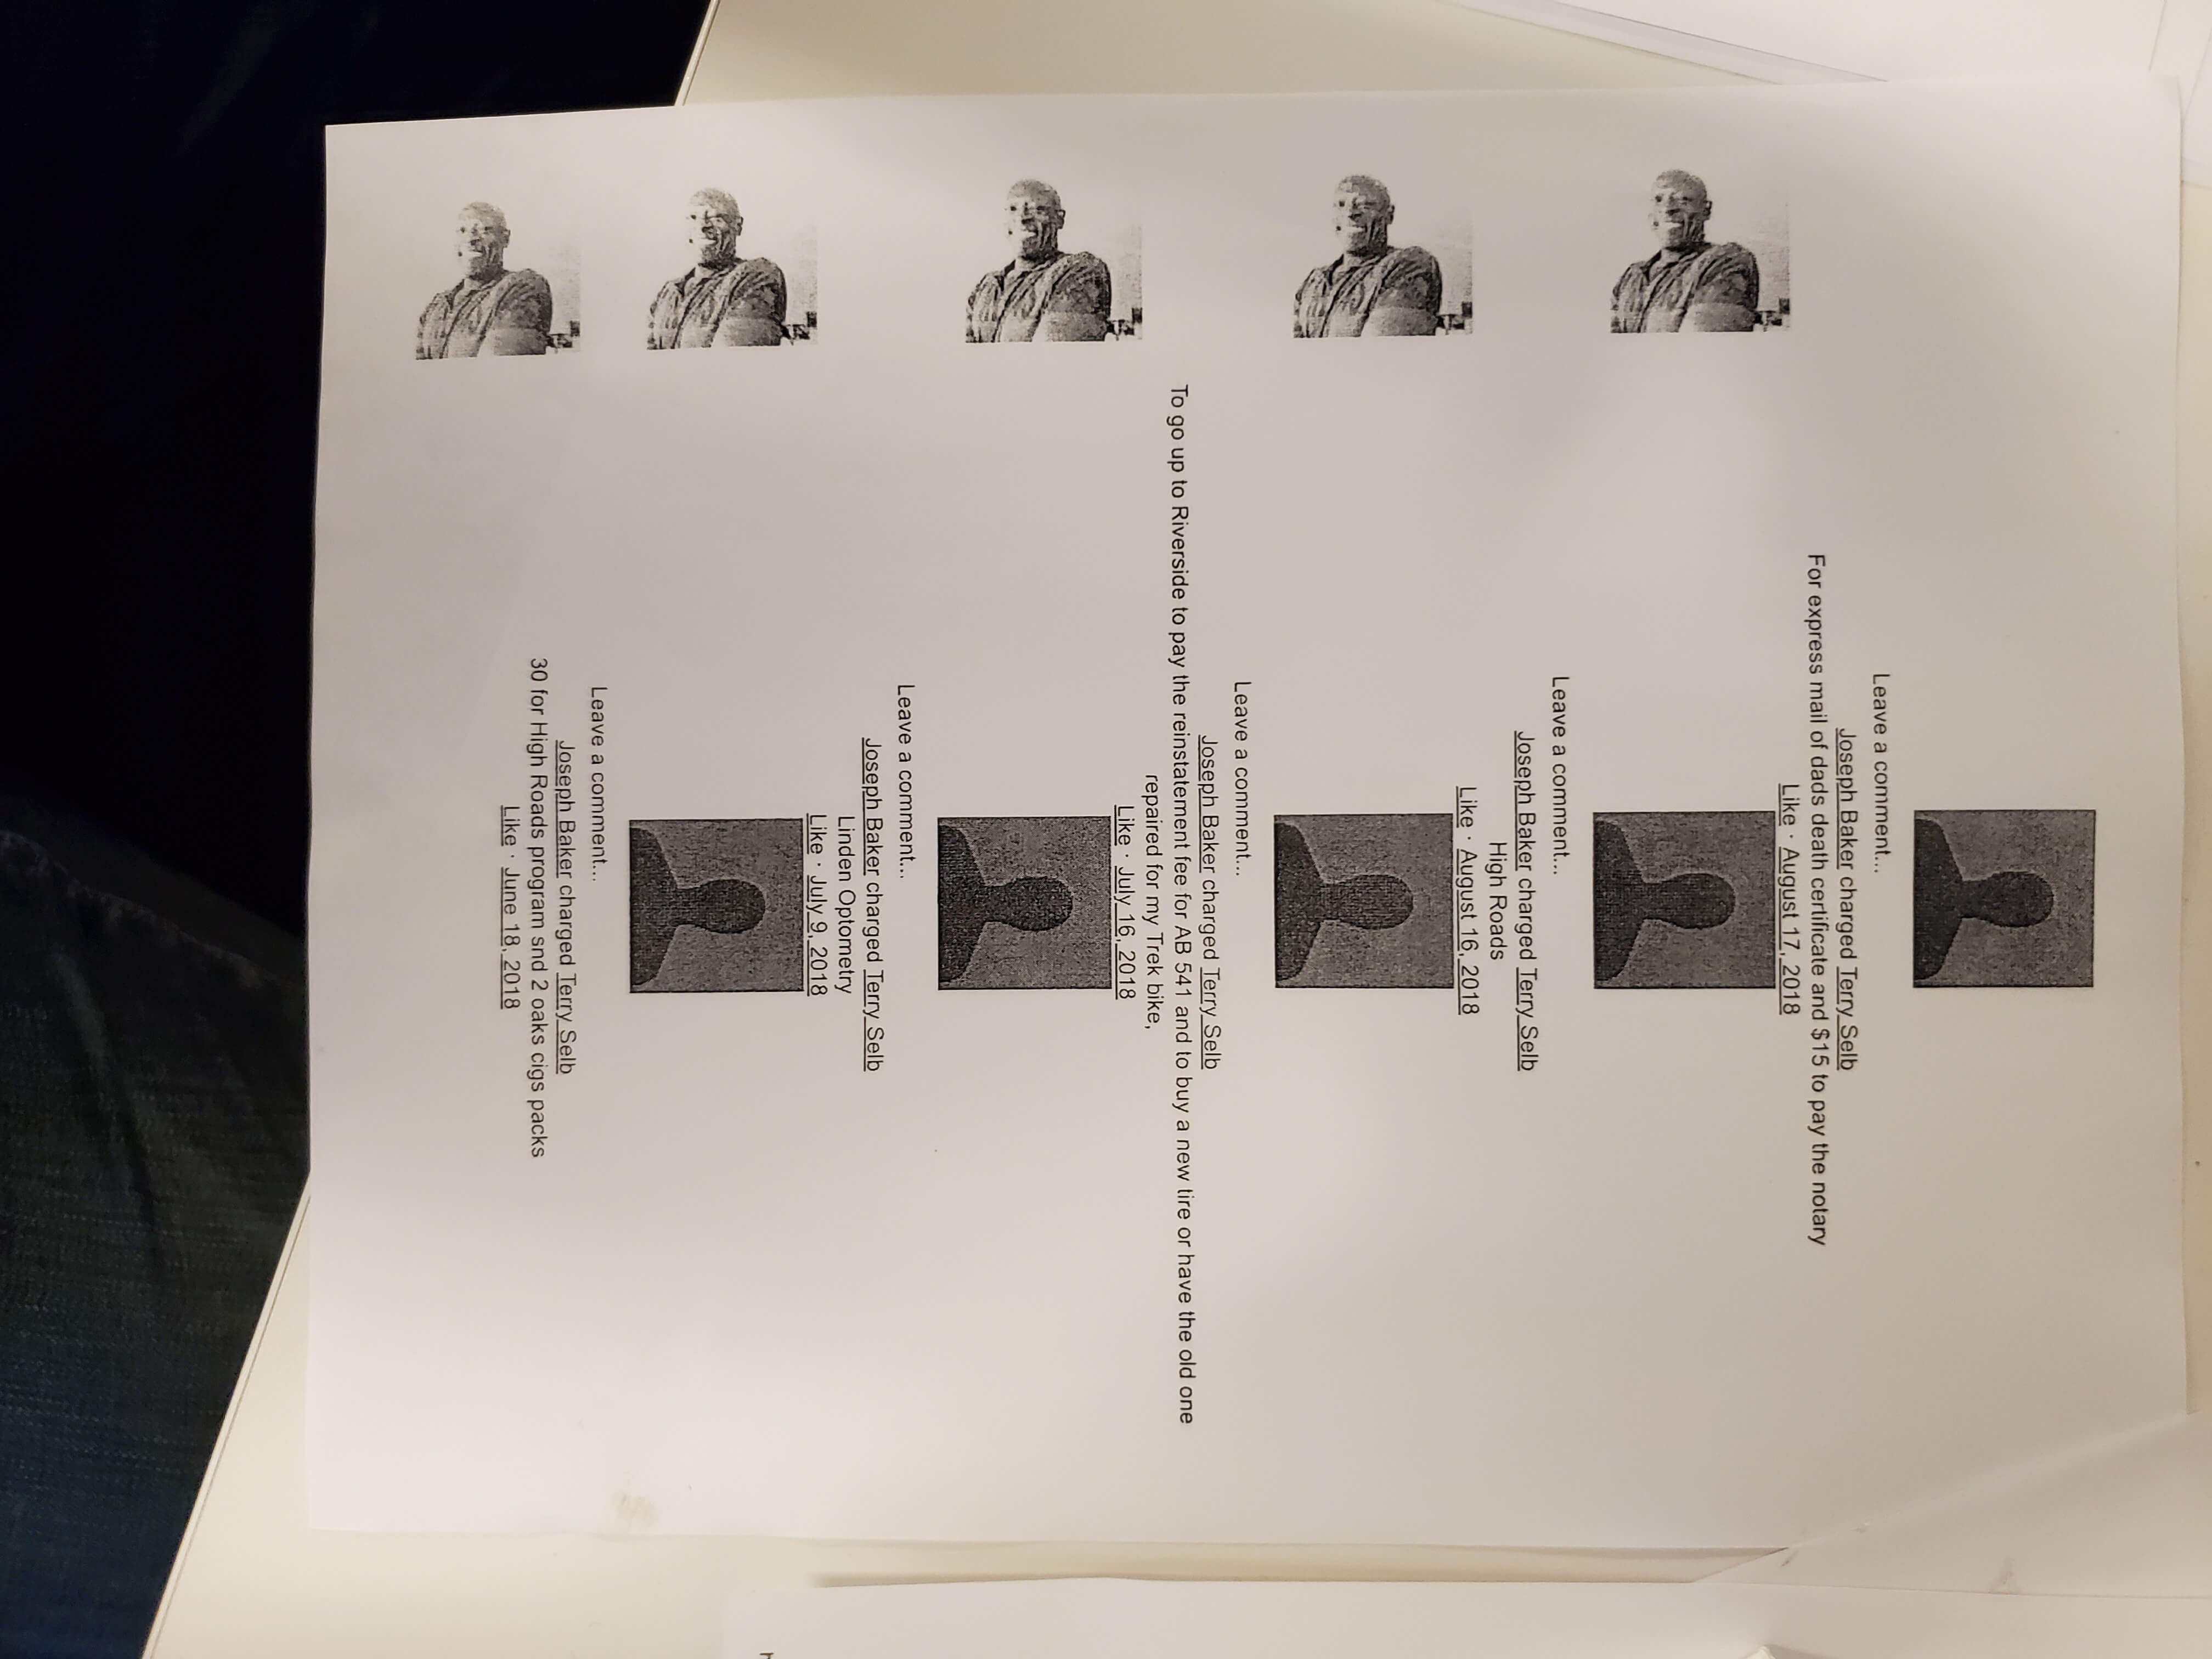 Leave a comment...
Joseph Baker charged Terry Selb
For express mail of dads death certificate and $15 to pay the notary
Like · August 17, 2018
Leave a comment...
Joseph Baker charged Terry Selb
High Roads
Like · August 16, 2018
Leave a comment...
Joseph Baker charged Terry Selb
To go up to Riverside to pay the reinstatement fee for AB 541 and to buy a new tire or have the old one
repaired for my Trek bike,
Like · July 16, 2018
Leave a comment...
Joseph Baker charged Terry Selb
Linden Optometry
Like · July 9, 2018
Leave a comment...
Joseph Baker charged Terry Selb
30 for High Roads program snd 2 oaks cigs packs
Like · June 18, 2018